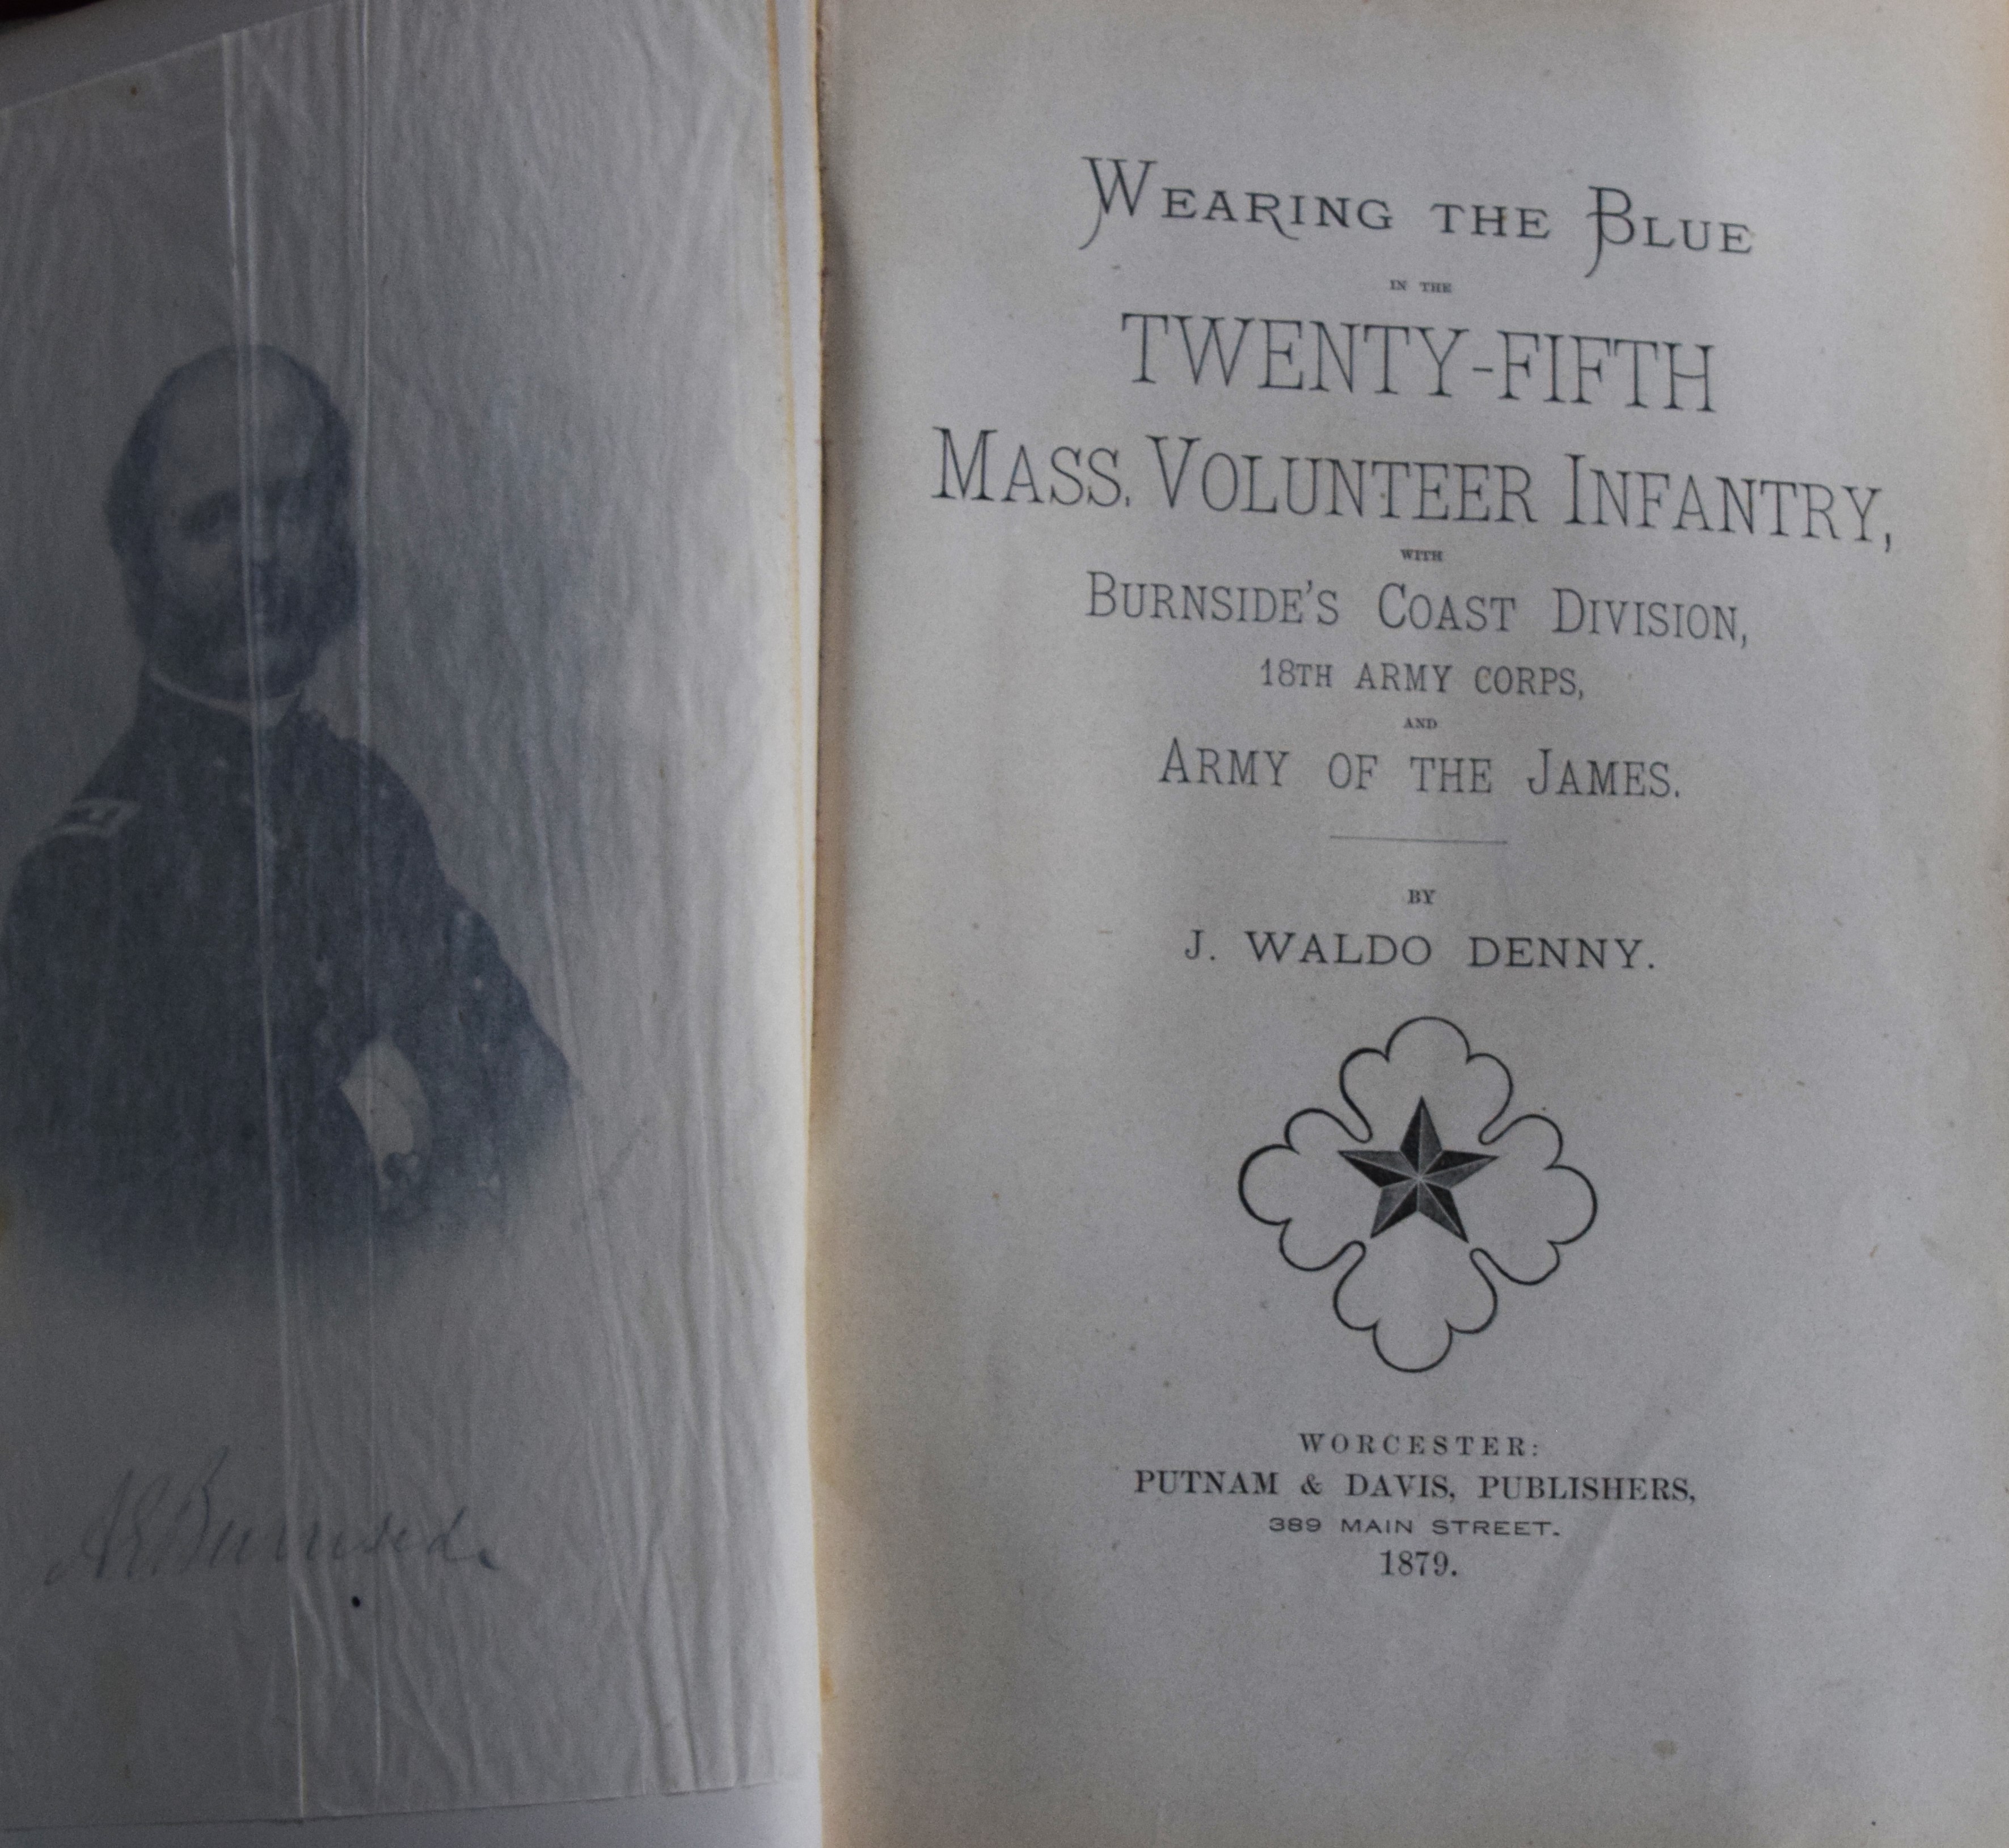 A E Burnside
WEARING THE BLUE
IN THE
TWENTY-FIFTH
MASS. VOLUNTEER INFANTRY,
WITH
BURNSIDE'S COAST DIVISION,
18TH ARMY CORPS,
AND
ARMY OF THE JAMES.
BY
J. WALDO DENNY.
WORCESTER:
PUTNAM & DAVIS, PUBLISHERS,
389 MAIN STREET.
1879.